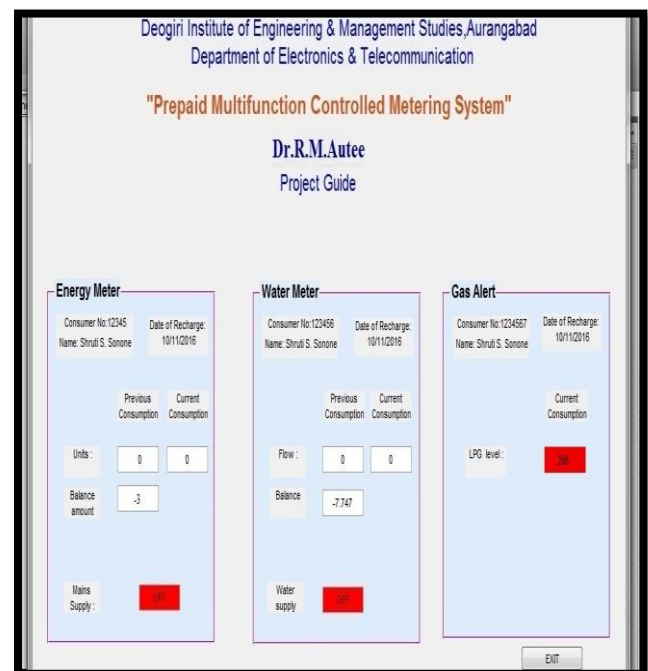 Deogiri Institute of Engineering & Management Studies,Aurangabad
Department of Electronics & Telecommunication
"Prepaid Multifunction Controlled Metering System"
Dr.R.M.Autee
Project Guide
Energy Meter
Consumer No:12345
Name: Shruti S. Sonone
Date of Recharge:
10/11/2016
Previous
Consumption
Current
Consumption
Units :
0
0
Balance
amount
-3
Mains
Supply :
OFF
Water Meter
Consumer No:123456
Name: Shruti S. Sonone
Date of Recharge:
10/11/2016
Previous
Consumption
Current
Consumption
Flow :
0
0
Balance
-7.747
Water
supply
OFF
Gas Alert
Consumer No:1234567
Name: Shruti S. Sonone
Date of Recharge:
10/11/2016
Current
Consumption
LPG level :
EXIT